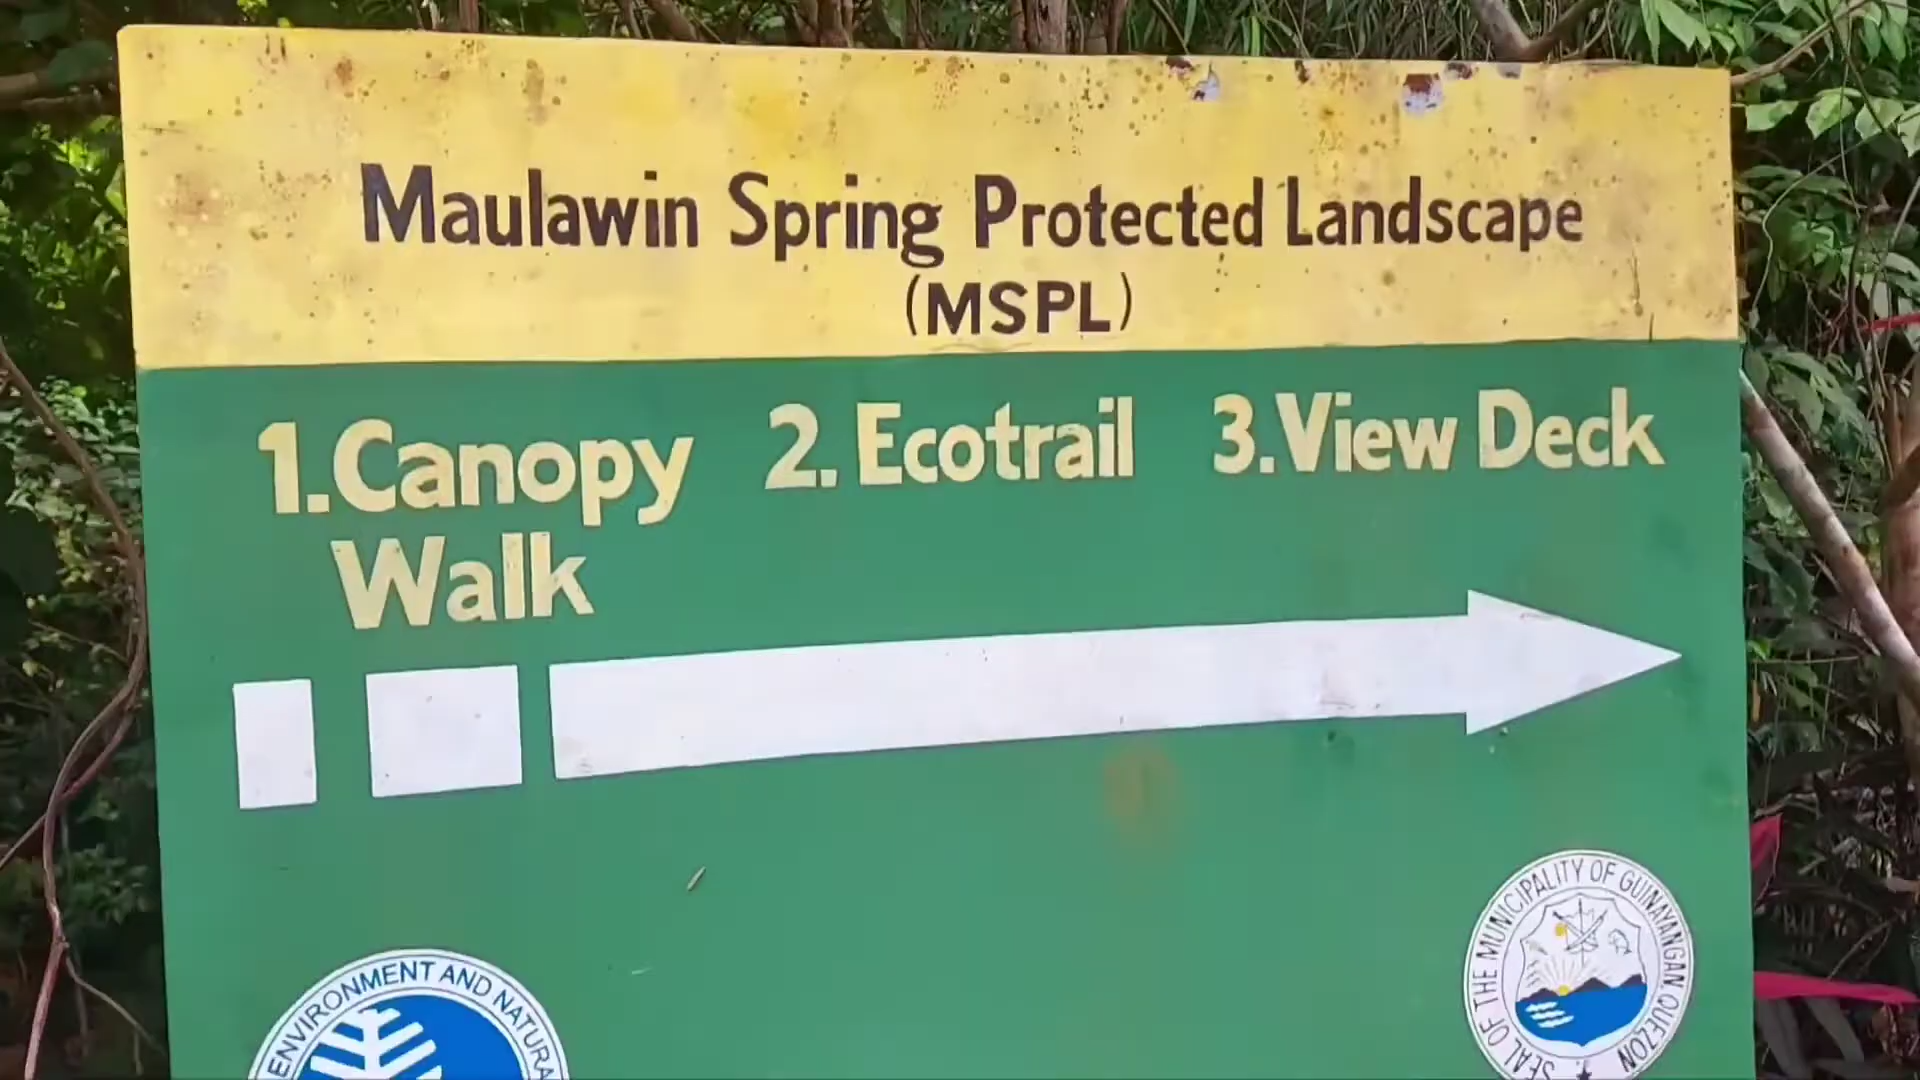 Maulawin Spring Protected Landscape
(MSPL)
1.Canopy Walk
2. Ecotrail
3.View Deck
ENVIRONMENT AND NATURA
SEAL OF THE MUNICIPALITY OF GUINAYANGAN QUEZON